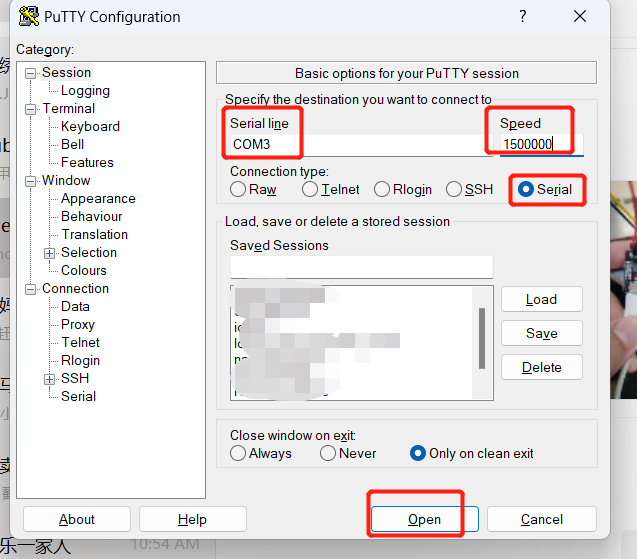 PuTTY Configuration
?
Category:
Session
Logging
Terminal
Keyboard
Bell
Features
Window
Appearance
Behaviour
Translation
Selection
Colours
Connection
Data
Proxy
Telnet
Rlogin
SSH
Serial
Basic options for your PuTTY session
Specify the destination you want to connect to
Serial line
Speed
COM3
1500000
Connection type:
Raw
Telnet
Rlogin
SSH
Serial
Load, save or delete a stored session
Saved Sessions
Load
Save
Delete
Close window on exit:
Always
Never
Only on clean exit
About
Help
Open
Cancel
乐一家人
10:54 AM